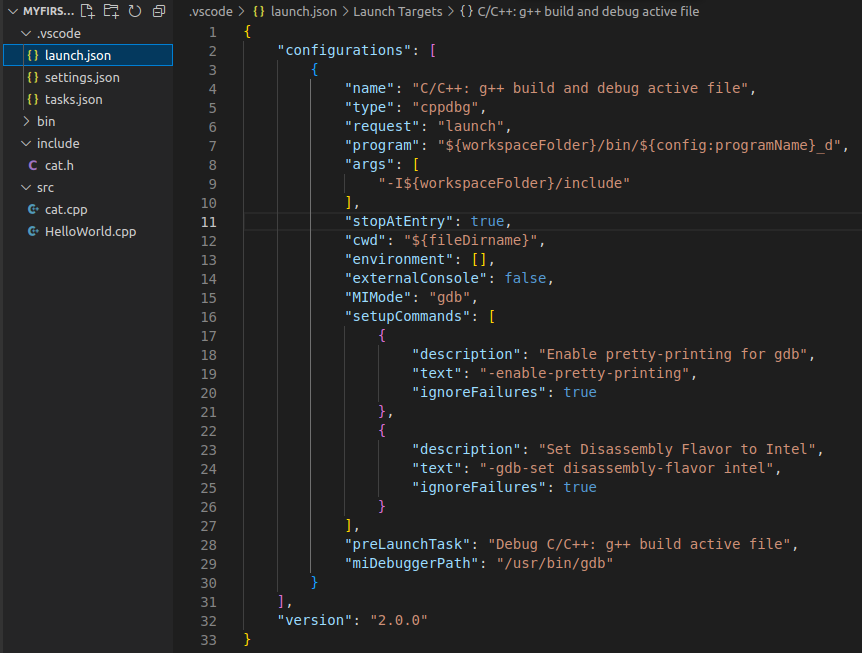 MYFIRS...
.vscode
launch.json
settings.json
tasks.json
bin
include
cat.h
src
cat.cpp
HelloWorld.cpp
.vscode > {} launch.json > Launch Targets > {} C/C++: g++ build and debug active file
1 {
2     "configurations": [
3         {
4             "name": "C/C++: g++ build and debug active file",
5             "type": "cppdbg",
6             "request": "launch",
7             "program": "${workspaceFolder}/bin/${config:programName}_d",
8             "args": [
9                 "-I${workspaceFolder}/include"
10             ],
11             "stopAtEntry": true,
12             "cwd": "${fileDirname}",
13             "environment": [],
14             "externalConsole": false,
15             "MIMode": "gdb",
16             "setupCommands": [
17                 {
18                     "description": "Enable pretty-printing for gdb",
19                     "text": "-enable-pretty-printing",
20                     "ignoreFailures": true
21                 },
22                 {
23                     "description": "Set Disassembly Flavor to Intel",
24                     "text": "-gdb-set disassembly-flavor intel",
25                     "ignoreFailures": true
26                 }
27             ],
28             "preLaunchTask": "Debug C/C++: g++ build active file",
29             "miDebuggerPath": "/usr/bin/gdb"
30         }
31     ],
32     "version": "2.0.0"
33 }